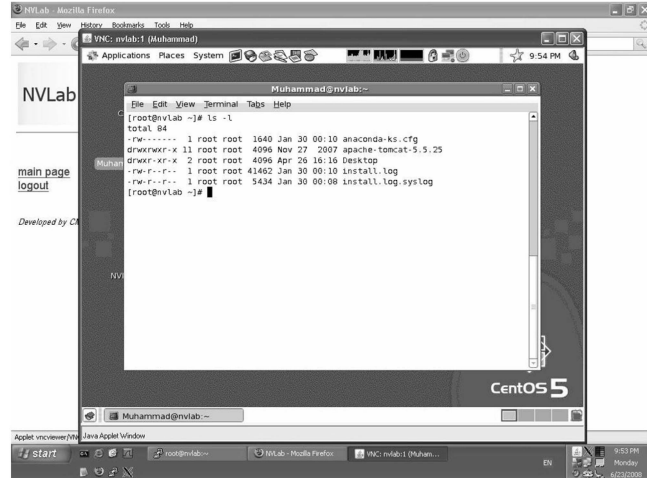 NVLab - Mozilla Firefox
File Edit View History Bookmarks Tools Help
VNC: nvlab:1 (Muhammad)
Applications Places System
9:54 PM
NVLab
main page
logout
Developed by
Muhammad@nvlab:~
File Edit View Terminal Tabs Help
[root@nvlab ~]# ls -l
total 84
-rw------- 1 root root 1640 Jan 30 00:10 anaconda-ks.cfg
drwxrwxr-x 11 root root 4096 Nov 27 2007 apache-tomcat-5.5.25
drwxr-xr-x 2 root root 4096 Apr 26 16:16 Desktop
-rw-r--r-- 1 root root 41462 Jan 30 00:10 install.log
-rw-r--r-- 1 root root 5434 Jan 30 00:08 install.log.syslog
[root@nvlab ~]#
Muham
NV
CentOS 5
Muhammad@nvlab:~
Applet vncviewer/VN
Java Applet Window
start
root@nvlab:~
NVLab - Mozilla Firefox
VNC: nvlab:1 (Muham...
EN
9:53 PM
Monday
6/23/2008